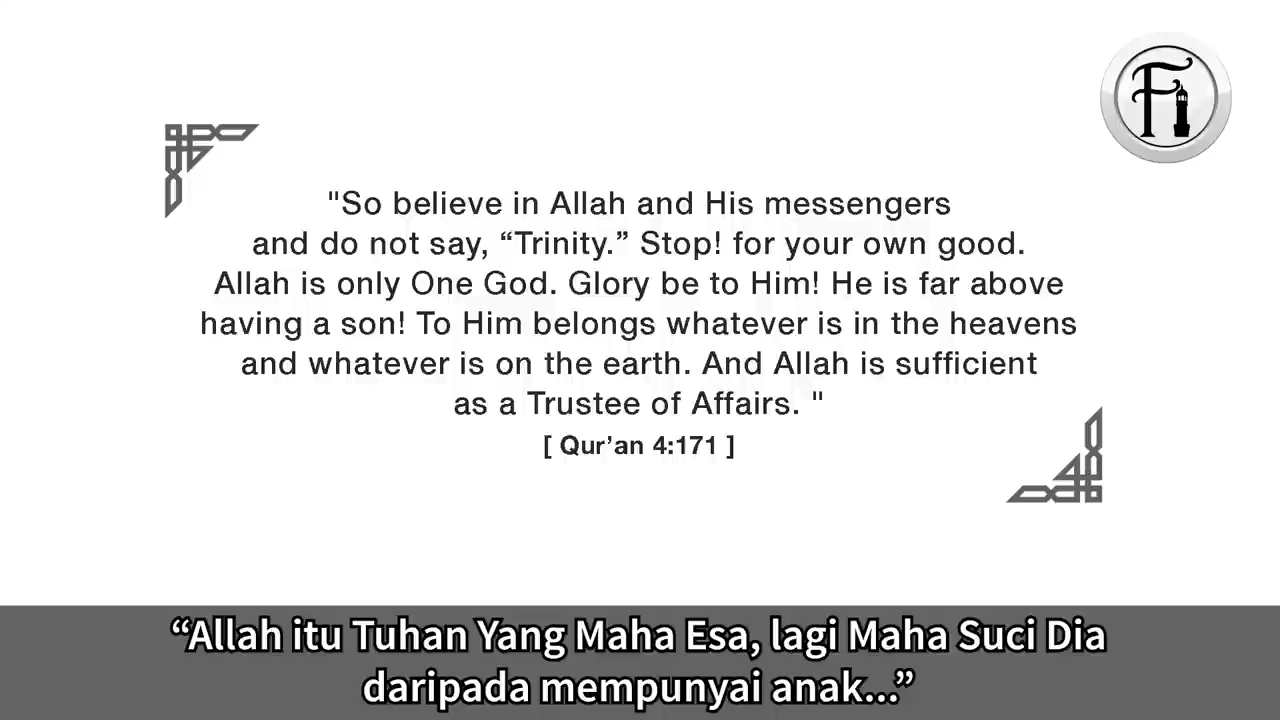 Fi
"So believe in Allah and His messengers
and do not say, “Trinity.” Stop! for your own good.
Allah is only One God. Glory be to Him! He is far above
having a son! To Him belongs whatever is in the heavens
and whatever is on the earth. And Allah is sufficient
as a Trustee of Affairs. "
[ Qur’an 4:171 ]
“Allah itu Tuhan Yang Maha Esa, lagi Maha Suci Dia
daripada mempunyai anak...”